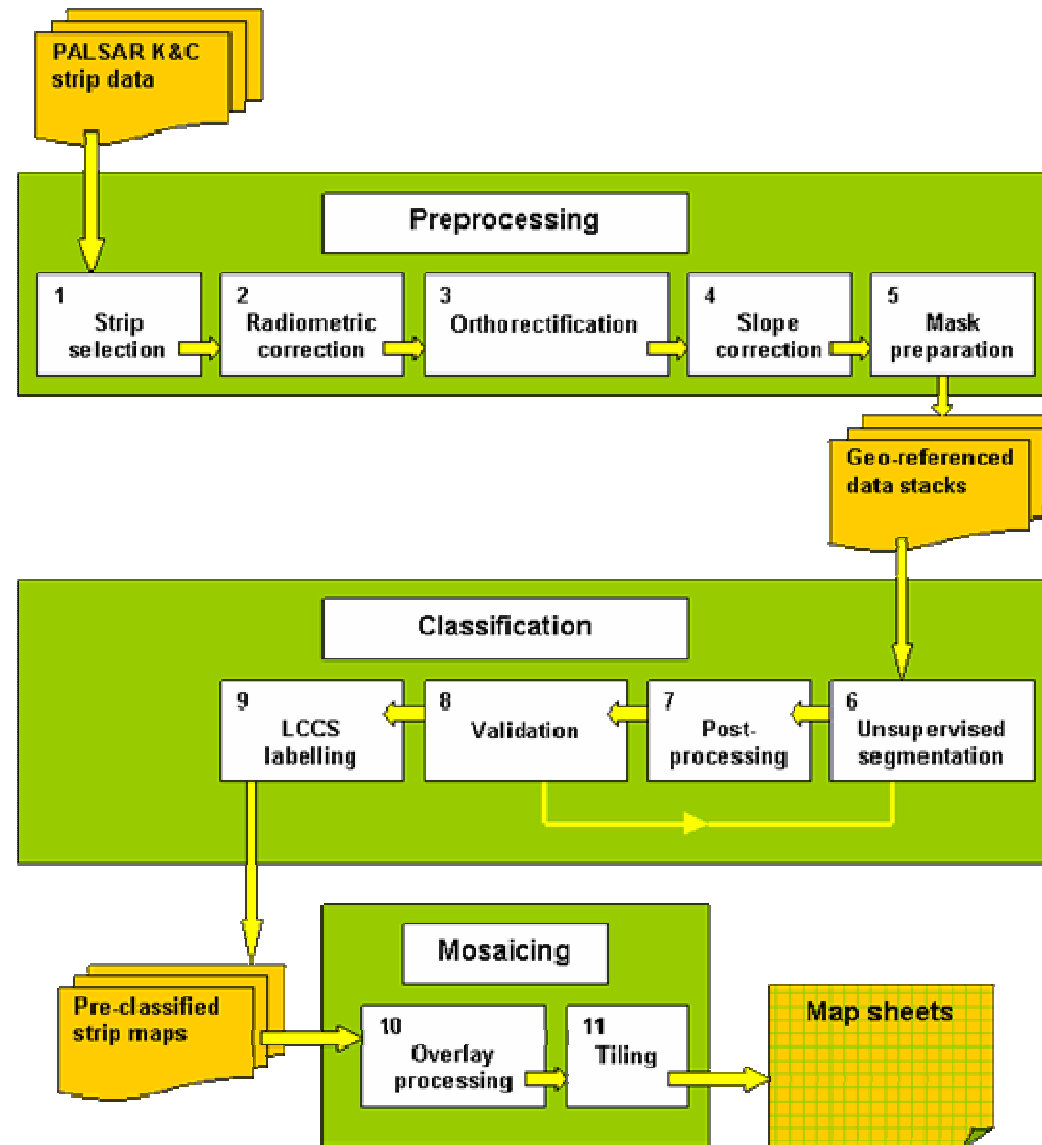 PALSAR K&C
strip data
Preprocessing
1
Strip
selection
2
Radiometric
correction
3
Orthorectification
4
Slope
correction
5
Mask
preparation
Geo-referenced
data stacks
Classification
9
LCCS
labelling
8
Validation
7
Post-
processing
6
Unsupervised
segmentation
Mosaicing
Pre-classified
strip maps
10
Overlay
processing
11
Tiling
Map sheets